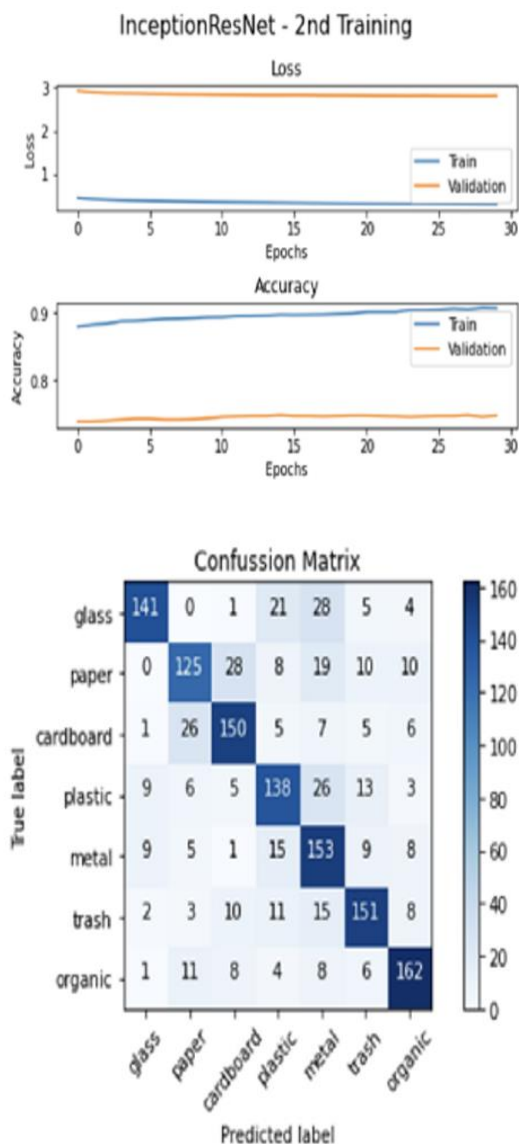 InceptionResNet - 2nd Training
Loss
3
2
1
Loss
Train
Validation
0 5 10 15 20 25 30
Epochs
Accuracy
0.9
0.8
Accuracy
Train
Validation
0 5 10 15 20 25 30
Epochs
Confussion Matrix
True label
glass 141 0 1 21 28 5 4
paper 0 125 28 8 19 10 10
cardboard 1 26 150 5 7 5 6
plastic 9 6 5 138 26 13 3
metal 9 5 1 15 153 9 8
trash 2 3 10 11 15 151 8
organic 1 11 8 4 8 6 162
glass paper cardboard plastic metal trash organic
Predicted label
160
140
120
100
80
60
40
20
0